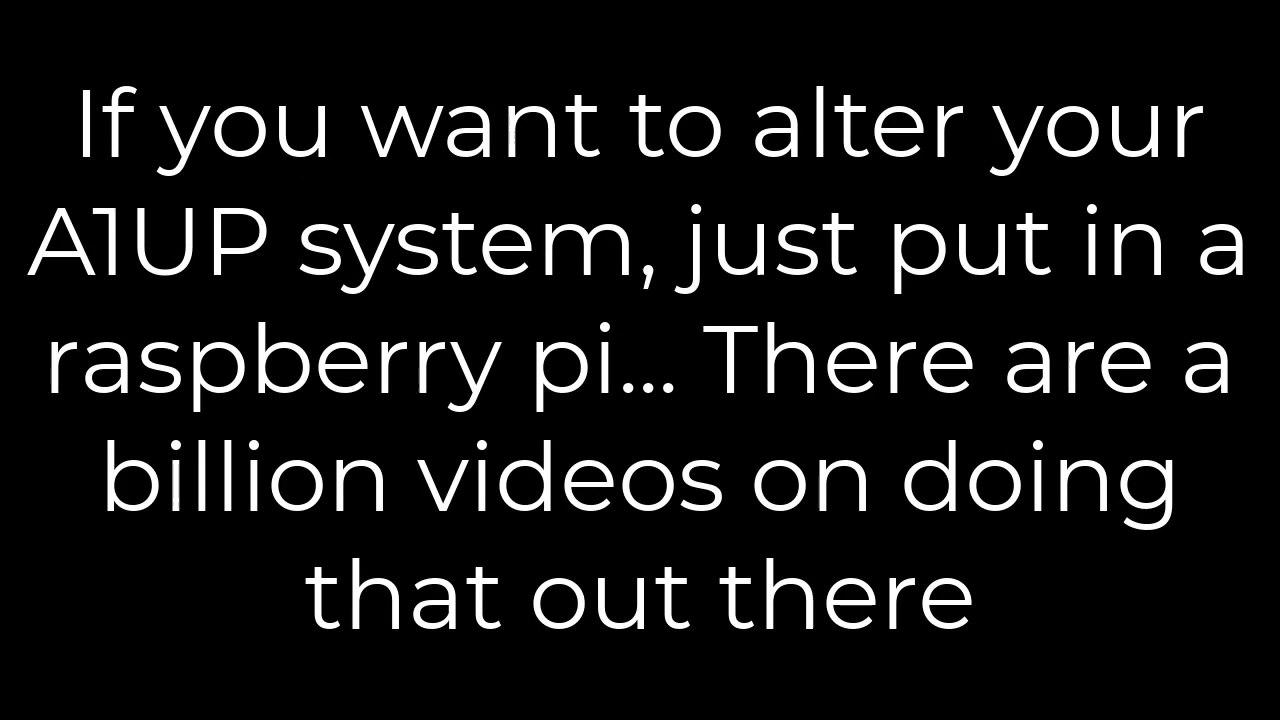 If you want to alter your
A1UP system, just put in a
raspberry pi... There are a
billion videos on doing
that out there